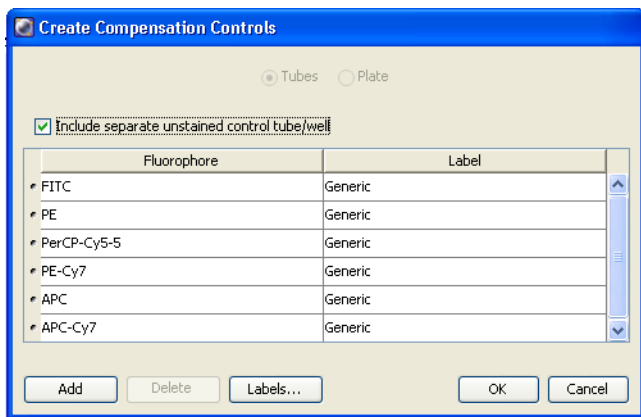 Create Compensation Controls
Tubes Plate
Include separate unstained control tube/well
Fluorophore Label
FITC Generic
PE Generic
PerCP-Cy5-5 Generic
PE-Cy7 Generic
APC Generic
APC-Cy7 Generic
Add Delete Labels... OK Cancel